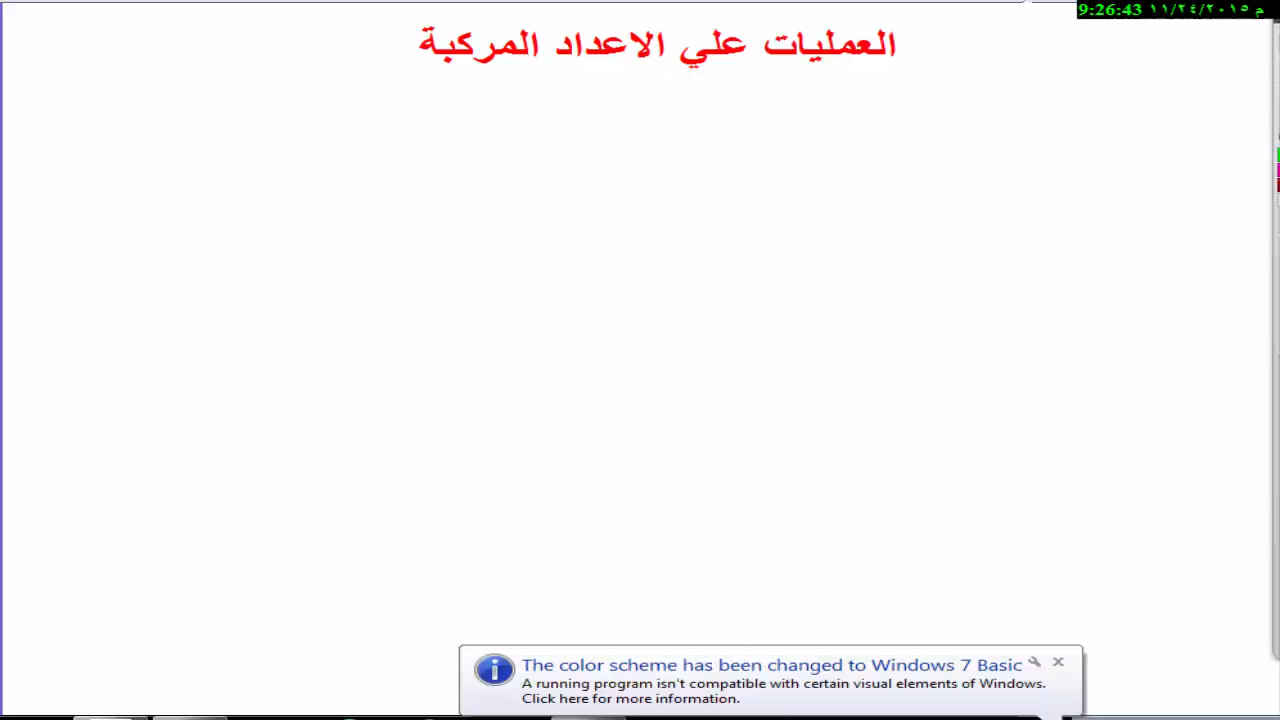 9:26:43 م ١١/٢٤/٢٠١٥
العمليات علي الاعداد المركبة
The color scheme has been changed to Windows 7 Basic
A running program isn't compatible with certain visual elements of Windows.
Click here for more information.